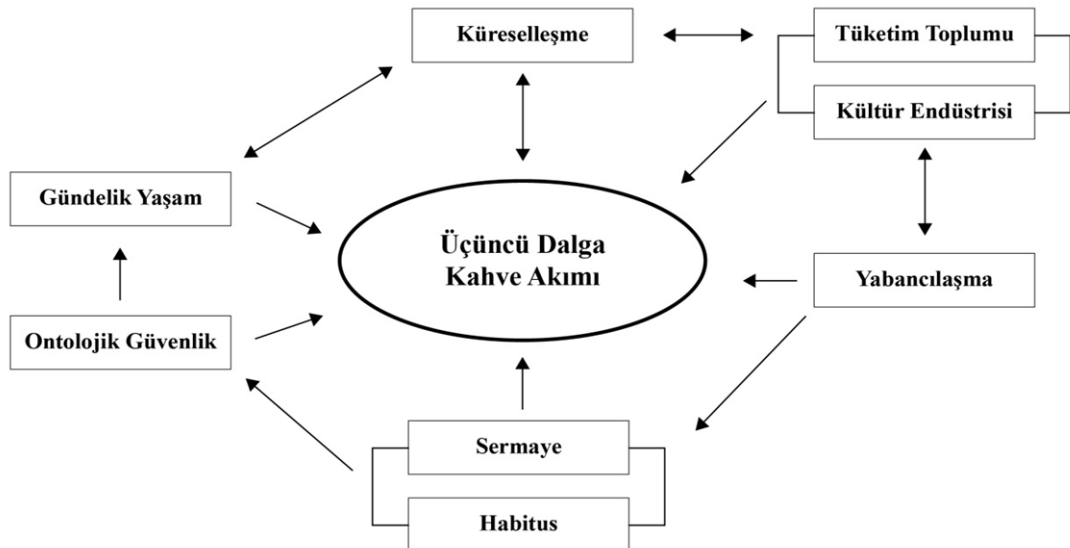 Küreselleşme
Tüketim Toplumu
Kültür Endüstrisi
Gündelik Yaşam
Üçüncü Dalga
Kahve Akımı
Yabancılaşma
Ontolojik Güvenlik
Sermaye
Habitus